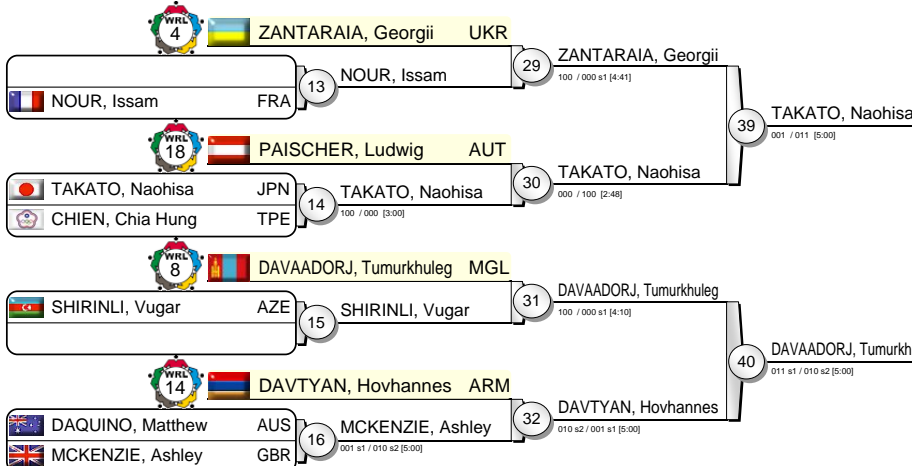 WRL 4 ZANTARAIA, Georgii UKR
29 ZANTARAIA, Georgii
100 / 000 s1 [4:41]
13 NOUR, Issam
NOUR, Issam FRA
39 TAKATO, Naohisa
001 / 011 [5:00]
WRL 18 PAISCHER, Ludwig AUT
30 TAKATO, Naohisa
000 / 100 [2:48]
TAKATO, Naohisa JPN
14 TAKATO, Naohisa
100 / 000 [3:00]
CHIEN, Chia Hung TPE
WRL 8 DAVAADORJ, Tumurkhuleg MGL
31 DAVAADORJ, Tumurkhuleg
100 / 000 s1 [4:10]
SHIRINLI, Vugar AZE
15 SHIRINLI, Vugar
40 DAVAADORJ, Tumurkh
011 s1 / 010 s2 [5:00]
WRL 14 DAVTYAN, Hovhannes ARM
32 DAVTYAN, Hovhannes
010 s2 / 001 s1 [5:00]
DAQUINO, Matthew AUS
16 MCKENZIE, Ashley
001 s1 / 010 s2 [5:00]
MCKENZIE, Ashley GBR